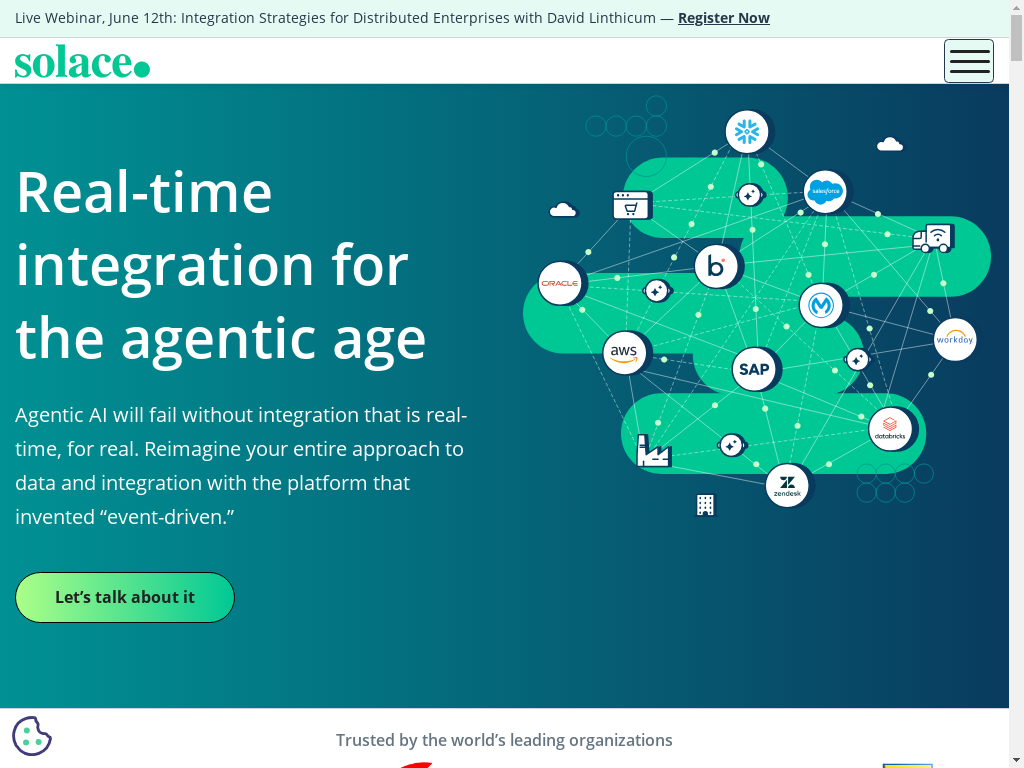 Live Webinar, June 12th: Integration Strategies for Distributed Enterprises with David Linthicum — Register Now
solace.
Real-time
integration for
the agentic age
Agentic AI will fail without integration that is real-
time, for real. Reimagine your entire approach to
data and integration with the platform that
invented “event-driven.”
Let’s talk about it
salesforce
b
ORACLE
aws
SAP
workday
databricks
zendesk
Trusted by the world’s leading organizations